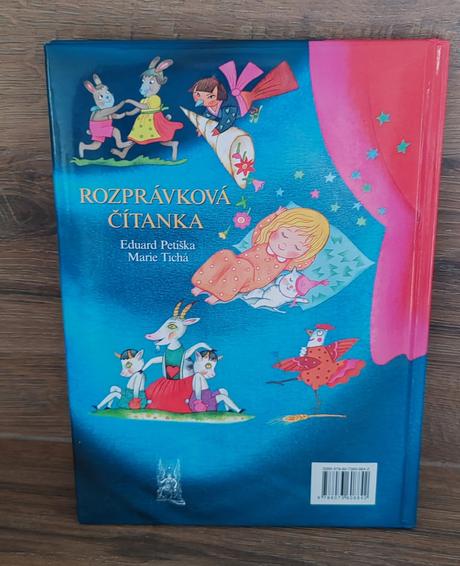 ROZPRÁVKOVÁ
ČÍTANKA
Eduard Petiška
Marie Tichá